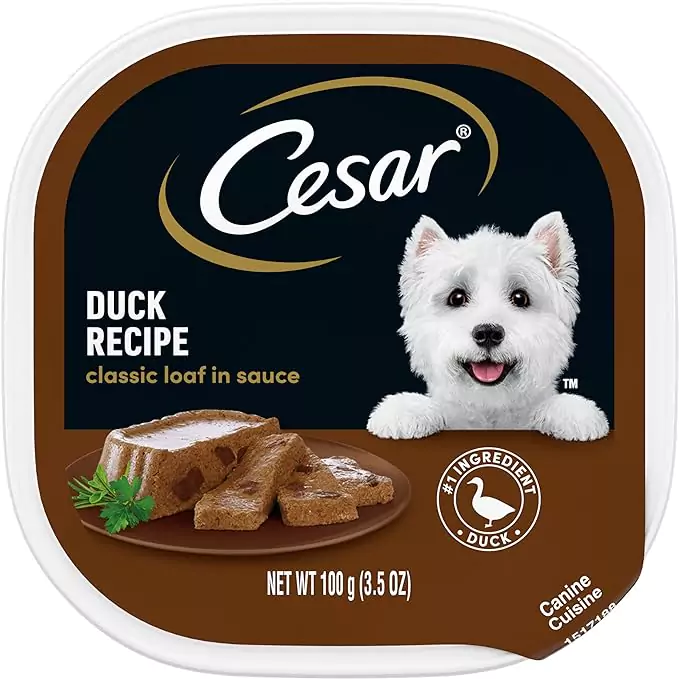 Cesar®
DUCK
RECIPE
classic loaf in sauce
TM
#1 INGREDIENT
• DUCK •
NET WT 100 g (3.5 OZ)
Canine
Cuisine